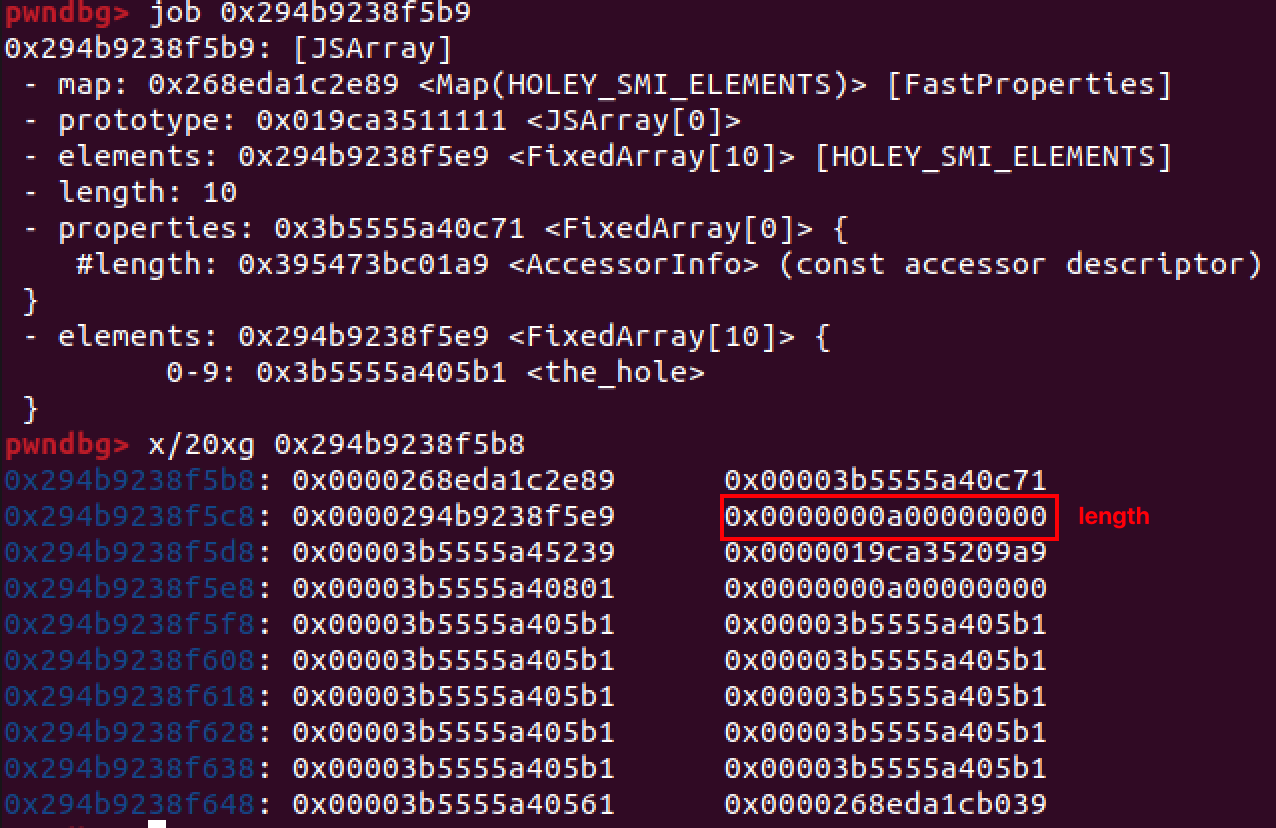 pwndbg> job 0x294b9238f5b9
0x294b9238f5b9: [JSArray]
 - map: 0x268eda1c2e89 <Map(HOLEY_SMI_ELEMENTS)> [FastProperties]
 - prototype: 0x019ca3511111 <JSArray[0]>
 - elements: 0x294b9238f5e9 <FixedArray[10]> [HOLEY_SMI_ELEMENTS]
 - length: 10
 - properties: 0x3b5555a40c71 <FixedArray[0]> {
    #length: 0x395473bc01a9 <AccessorInfo> (const accessor descriptor)
 }
 - elements: 0x294b9238f5e9 <FixedArray[10]> {
         0-9: 0x3b5555a405b1 <the_hole>
 }
pwndbg> x/20xg 0x294b9238f5b8
0x294b9238f5b8: 0x0000268eda1c2e89      0x00003b5555a40c71
0x294b9238f5c8: 0x0000294b9238f5e9      0x0000000a00000000 length
0x294b9238f5d8: 0x00003b5555a45239      0x0000019ca35209a9
0x294b9238f5e8: 0x00003b5555a40801      0x0000000a00000000
0x294b9238f5f8: 0x00003b5555a405b1      0x00003b5555a405b1
0x294b9238f608: 0x00003b5555a405b1      0x00003b5555a405b1
0x294b9238f618: 0x00003b5555a405b1      0x00003b5555a405b1
0x294b9238f628: 0x00003b5555a405b1      0x00003b5555a405b1
0x294b9238f638: 0x00003b5555a405b1      0x00003b5555a405b1
0x294b9238f648: 0x00003b5555a40561      0x0000268eda1cb039
pwndbg>